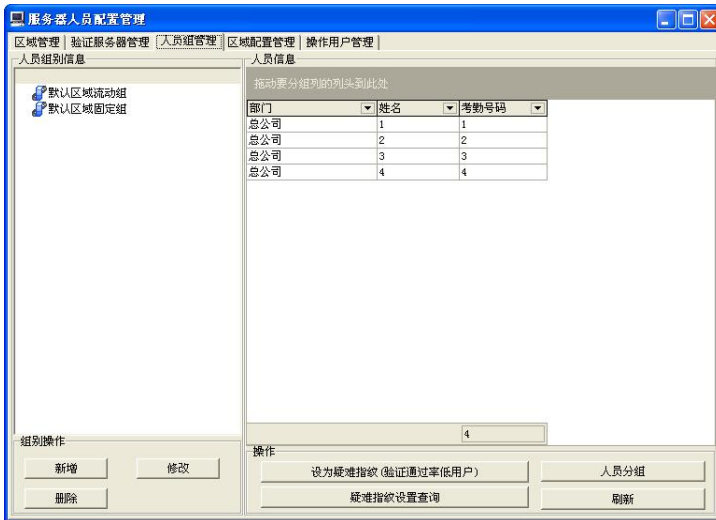 服务器人员配置管理
区域管理 验证服务器管理 人员组管理 区域配置管理 操作用户管理
人员组别信息
默认区域流动组
默认区域固定组
人员信息
拖动要分组列的列头到此处
部门 姓名 考勤号码
总公司 1 1
总公司 2 2
总公司 3 3
总公司 4 4
4
组别操作
新增 修改
删除
操作
设为疑难指纹(验证通过率低用户) 人员分组
疑难指纹设置查询 刷新